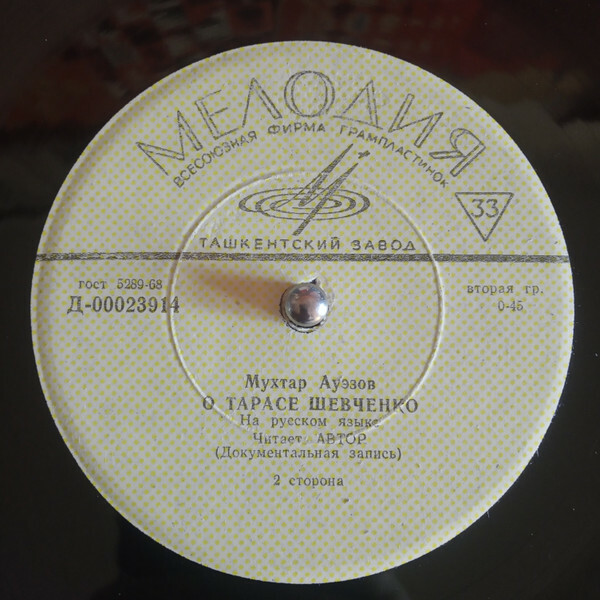 МЕЛОДИЯ
ВСЕСОЮЗНАЯ ФИРМА ГРАМПЛАСТИНОК
33
ТАШКЕНТСКИЙ ЗАВОД
гост 5289-68
Д-00023914
вторая гр.
0-45
Мухтар Ауэзов
О ТАРАСЕ ШЕВЧЕНКО
На русском языке
Читает АВТОР
(Документальная запись)
2 сторона